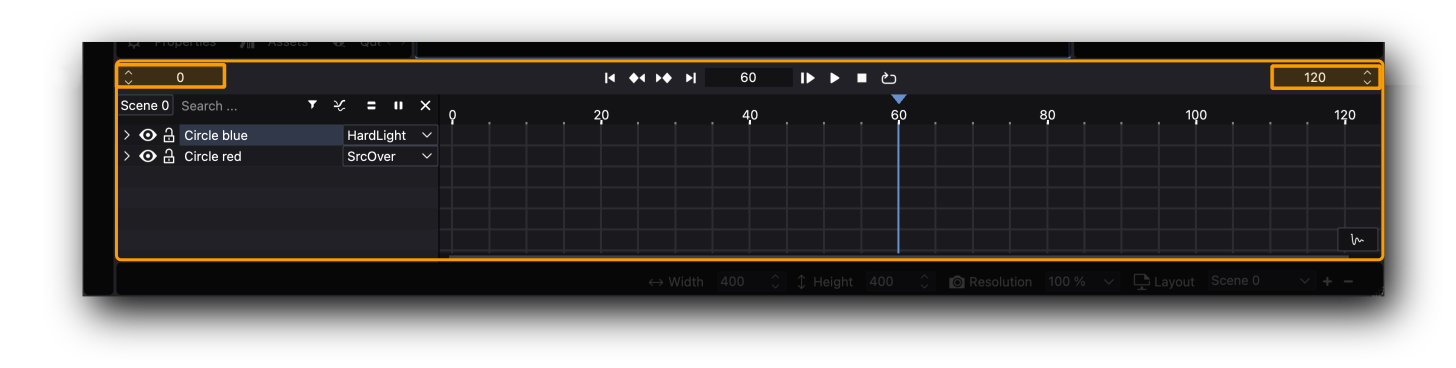 Properties Assets
0 60 120
Scene 0 Search ...
0 20 40 60 80 100 120
Circle blue HardLight
Circle red SrcOver
Width 400 Height 400 Resolution 100 % Layout Scene 0